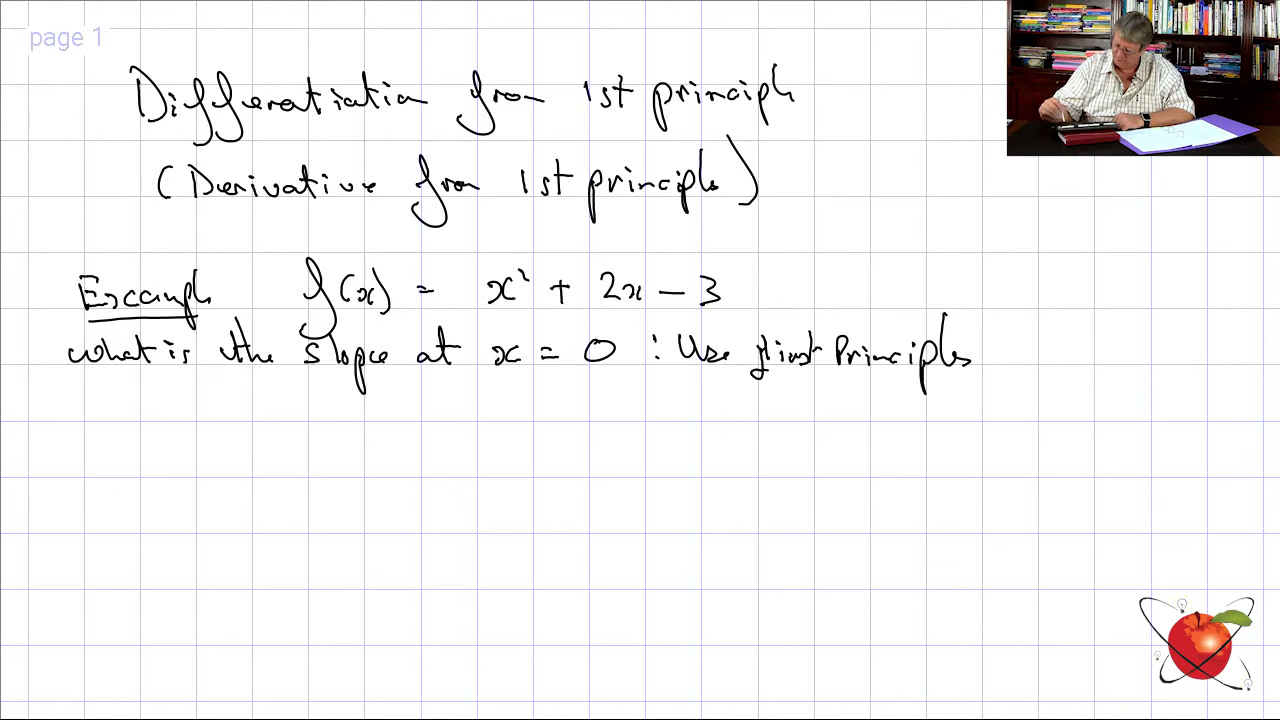 page 1
Differentiation from 1st principle
(Derivative from 1st principle)
Example f(x) = x² + 2x - 3
what is the slope at x = 0 : Use first Principles